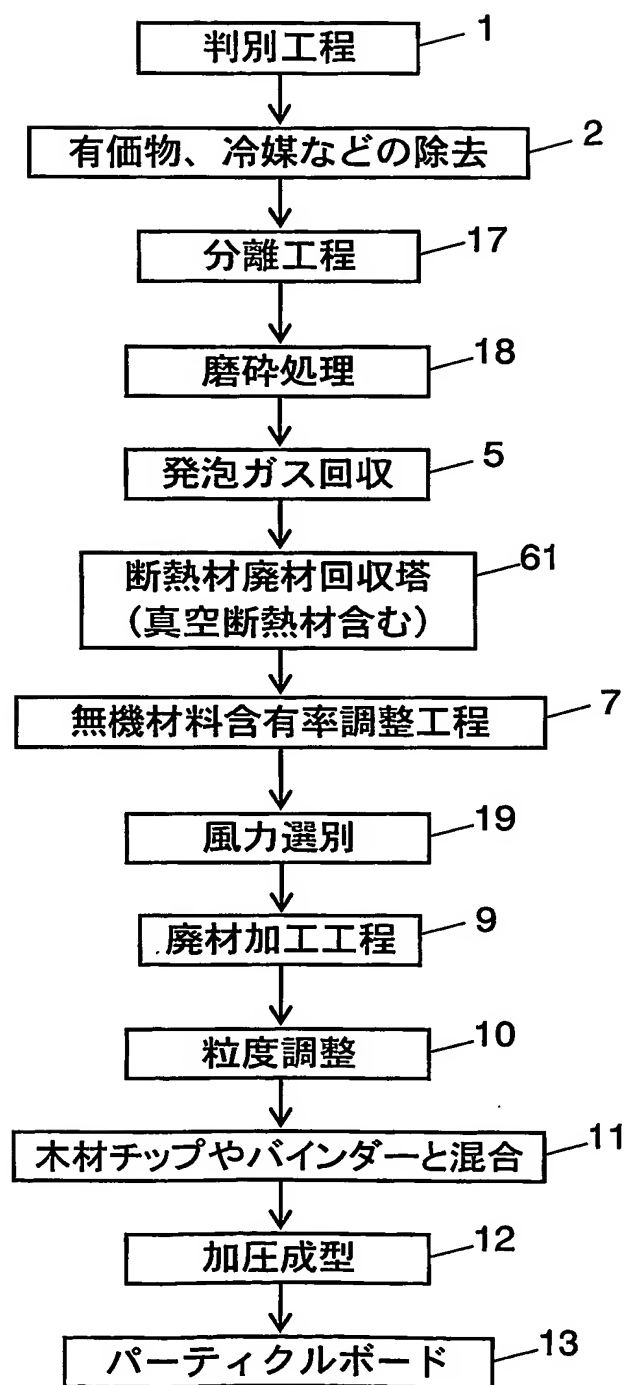 判別工程 1
有価物、冷媒などの除去 2
分離工程 17
磨砕処理 18
発泡ガス回収 5
断熱材廃材回収塔 61
(真空断熱材含む)
無機材料含有率調整工程 7
風力選別 19
廃材加工工程 9
粒度調整 10
木材チップやバインダーと混合 11
加圧成型 12
パーティクルボード 13